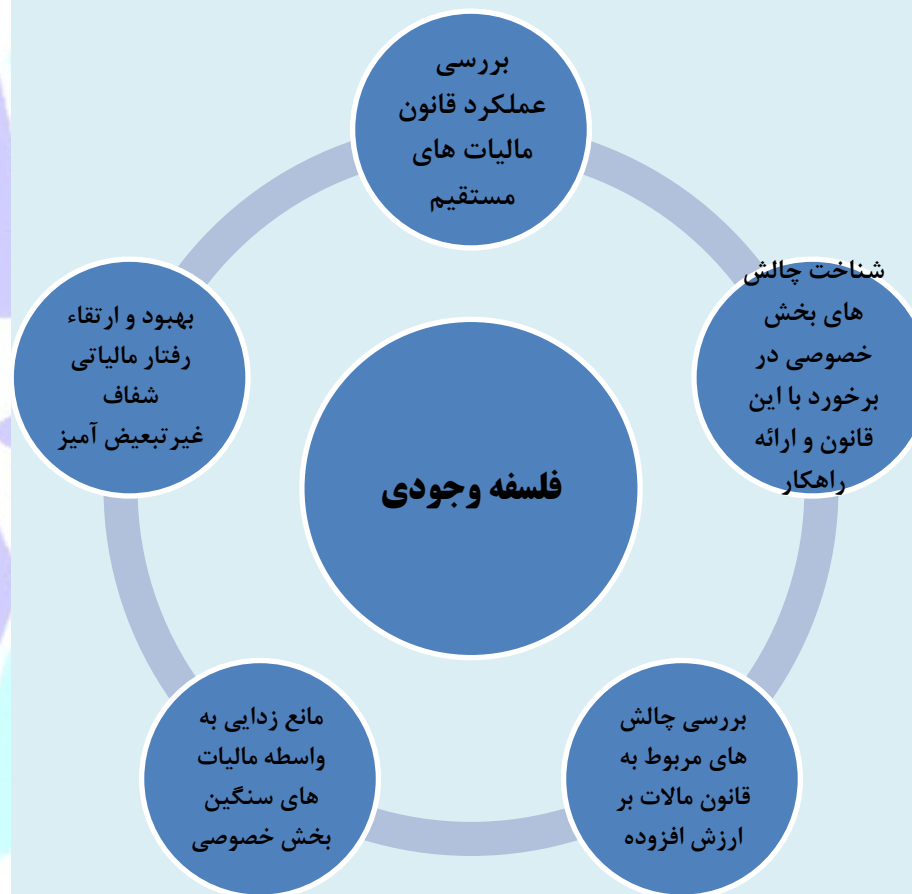 بررسی
عملکرد قانون
مالیات های
مستقیم
شناخت چالش
های بخش
خصوصی در
برخورد با این
قانون و ارائه
راهکار
بررسی چالش
های مربوط به
قانون مالات بر
ارزش افزوده
مانع زدایی به
واسطه مالیات
های سنگین
بخش خصوصی
بهبود و ارتقاء
رفتار مالیاتی
شفاف
غیرتبعیض آمیز
فلسفه وجودی